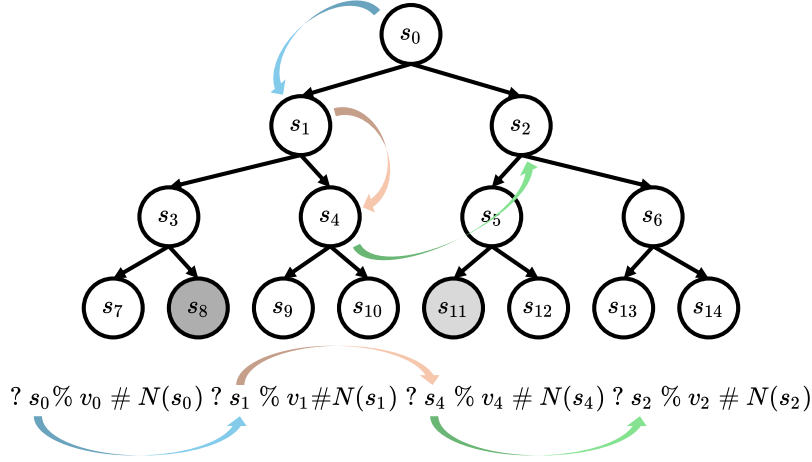 s₀
s₁ s₂
s₃ s₄ s₅ s₆
s₇ s₈ s₉ s₁₀ s₁₁ s₁₂ s₁₃ s₁₄
? s₀% v₀ # N(s₀) ? s₁ % v₁#N(s₁) ? s₄ % v₄ # N(s₄) ? s₂ % v₂ # N(s₂)